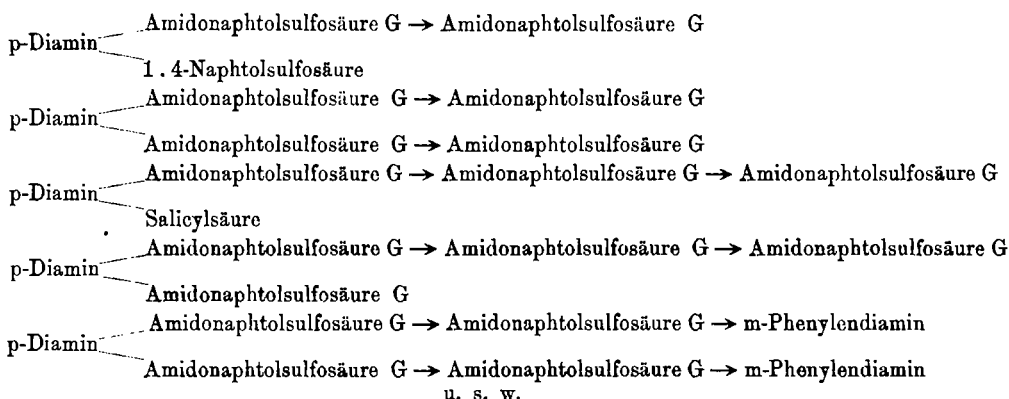 Amidonaphtolsulfosäure G → Amidonaphtolsulfosäure G
p-Diamin
1 . 4-Naphtolsulfosäure
Amidonaphtolsulfosäure G → Amidonaphtolsulfosäure G
p-Diamin
Amidonaphtolsulfosäure G → Amidonaphtolsulfosäure G
Amidonaphtolsulfosäure G → Amidonaphtolsulfosäure G → Amidonaphtolsulfosäure G
p-Diamin
Salicylsäure
Amidonaphtolsulfosäure G → Amidonaphtolsulfosäure G → Amidonaphtolsulfosäure G
p-Diamin
Amidonaphtolsulfosäure G
Amidonaphtolsulfosäure G → Amidonaphtolsulfosäure G → m-Phenylendiamin
p-Diamin
Amidonaphtolsulfosäure G → Amidonaphtolsulfosäure G → m-Phenylendiamin
u. s. w.